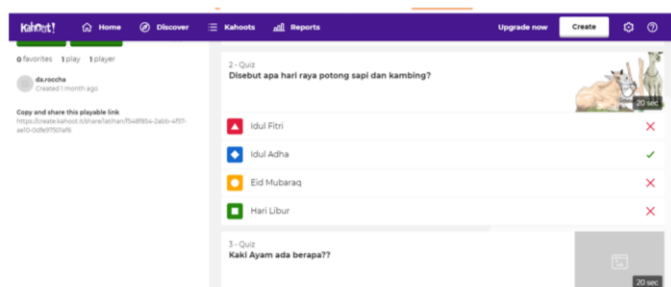 Kahoot!
Home
Discover
Kahoots
Reports
Upgrade now
Create
0 favorites 1 play 1 player
dx.roccha
Created 1 month ago
Copy and share this playable link
2 - Quiz
Disebut apa hari raya potong sapi dan kambing?
20 sec
Idul Fitri
Idul Adha
Eid Mubaraq
Hari Libur
3 - Quiz
Kaki Ayam ada berapa??
20 sec